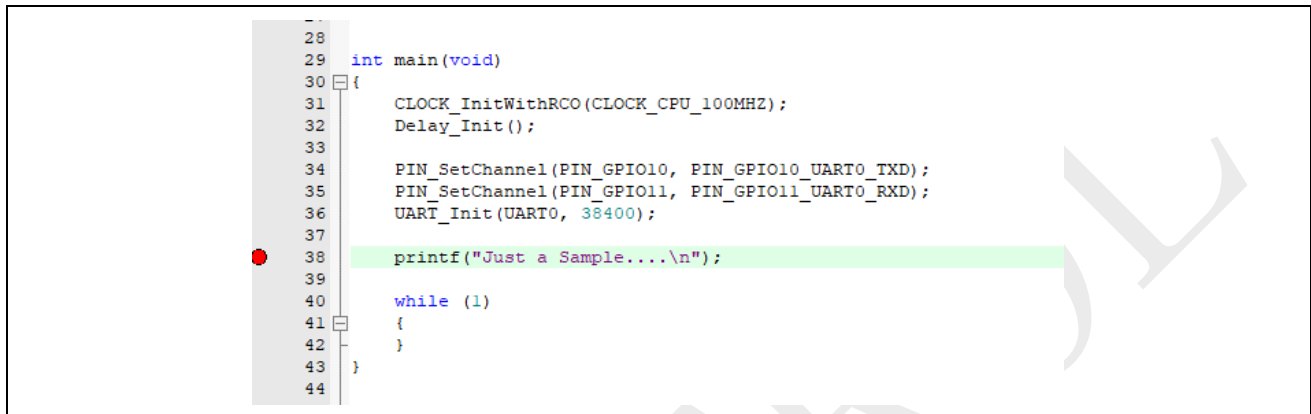 28
29 int main(void)
30 {
31 CLOCK_InitWithRCO(CLOCK_CPU_100MHZ);
32 Delay_Init();
33
34 PIN_SetChannel(PIN_GPIO10, PIN_GPIO10_UART0_TXD);
35 PIN_SetChannel(PIN_GPIO11, PIN_GPIO11_UART0_RXD);
36 UART_Init(UART0, 38400);
37
38 printf("Just a Sample....\n");
39
40 while (1)
41 {
42 }
43 }
44